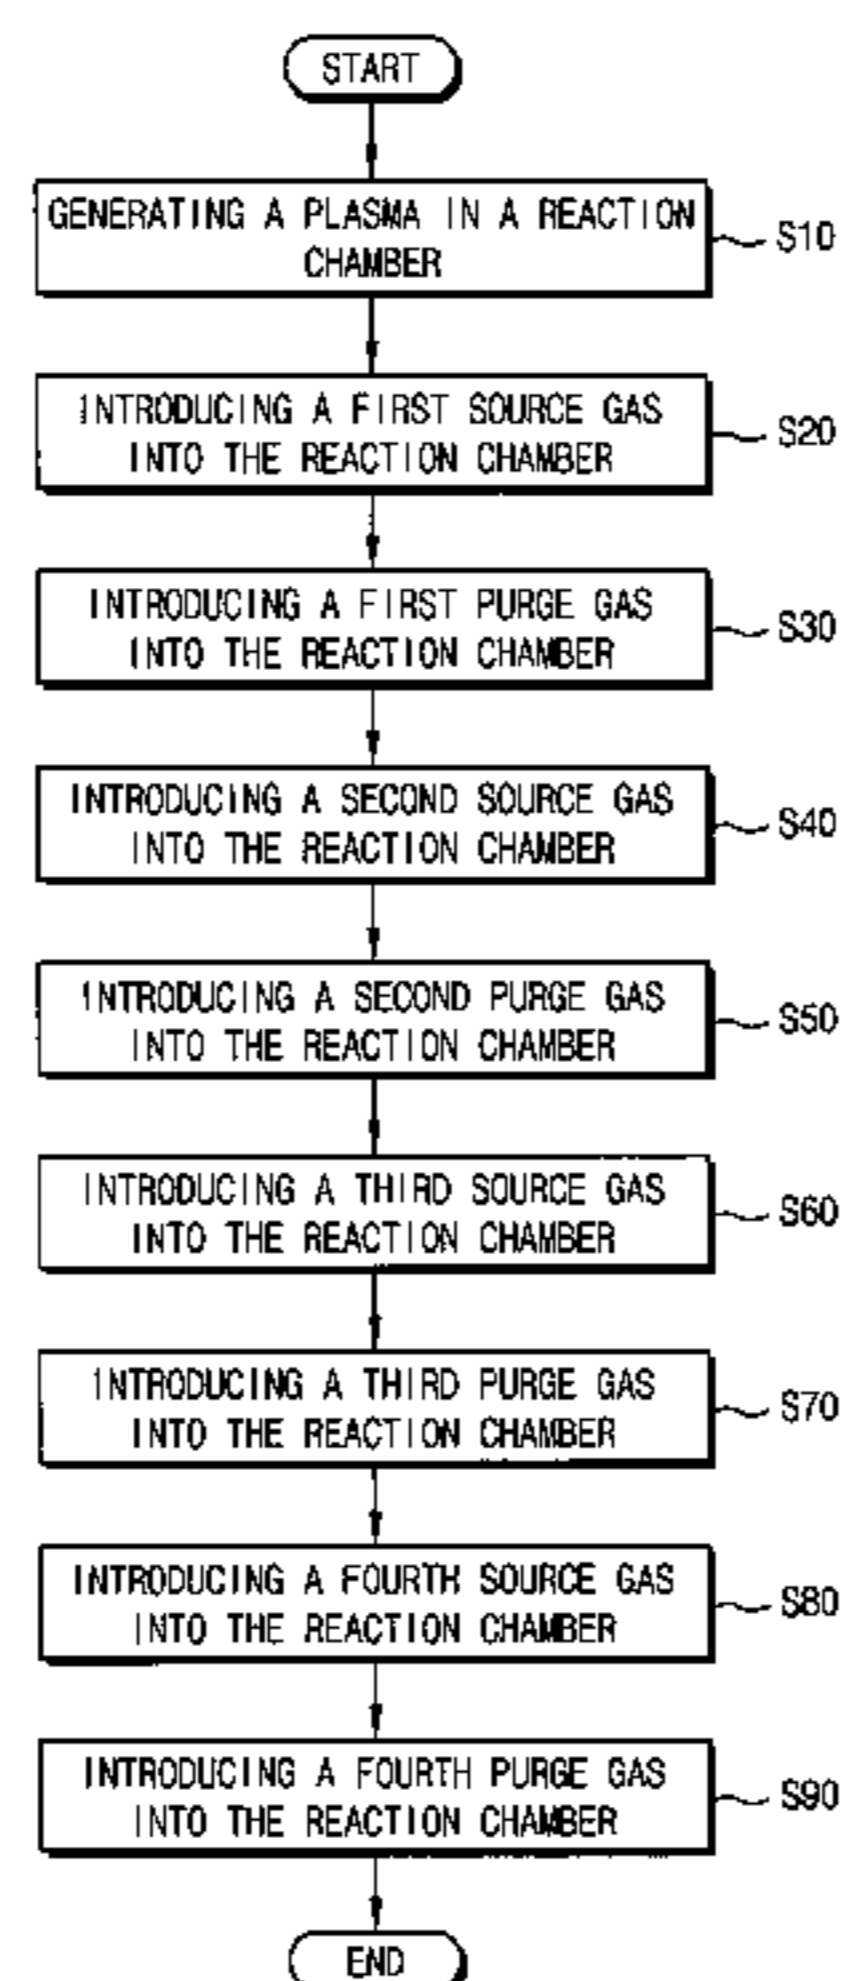 START
GENERATING A PLASMA IN A REACTION
CHAMBER
S10
INTRODUCING A FIRST SOURCE GAS
INTO THE REACTION CHAMBER
S20
INTRODUCING A FIRST PURGE GAS
INTO THE REACTION CHAMBER
S30
INTRODUCING A SECOND SOURCE GAS
INTO THE REACTION CHAMBER
S40
INTRODUCING A SECOND PURGE GAS
INTO THE REACTION CHAMBER
S50
INTRODUCING A THIRD SOURCE GAS
INTO THE REACTION CHAMBER
S60
INTRODUCING A THIRD PURGE GAS
INTO THE REACTION CHAMBER
S70
INTRODUCING A FOURTH SOURCE GAS
INTO THE REACTION CHAMBER
S80
INTRODUCING A FOURTH PURGE GAS
INTO THE REACTION CHAMBER
S90
END